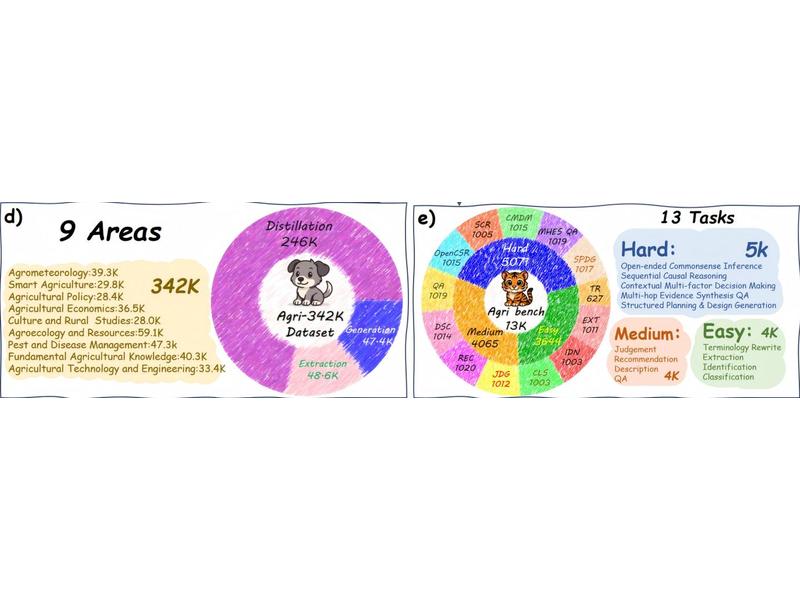 d)
9 Areas
Agrometeorology:39.3K
Smart Agriculture:29.8K
342K
Agricultural Policy:28.4K
Agricultural Economics:36.5K
Culture and Rural Studies:28.0K
Agroecology and Resources:59.1K
Pest and Disease Management:47.3k
Fundamental Agricultural Knowledge:40.3K
Agricultural Technology and Engineering:33.4K
Distillation
246K
Agri-342K
Dataset
Generation
47.4K
Extraction
48.6K
e)
13 Tasks
CMDM
1015
MHES QA
1019
SPDG
1017
TR
627
EXT
1011
IDN
1003
CLS
1003
JDG
1012
REC
1020
DSC
1014
QA
1019
OpenCSR
1015
SCR
1005
Hard
5071
Easy
3644
Medium
4065
Agri bench
13K
Hard: 5k
Open-ended Commonsense Inference
Sequential Causal Reasoning
Contextual Multi-factor Decision Making
Multi-hop Evidence Synthesis QA
Structured Planning & Design Generation
Medium:
Judgement
Recommendation
Description
QA 4K
Easy: 4K
Terminology Rewrite
Extraction
Identification
Classification